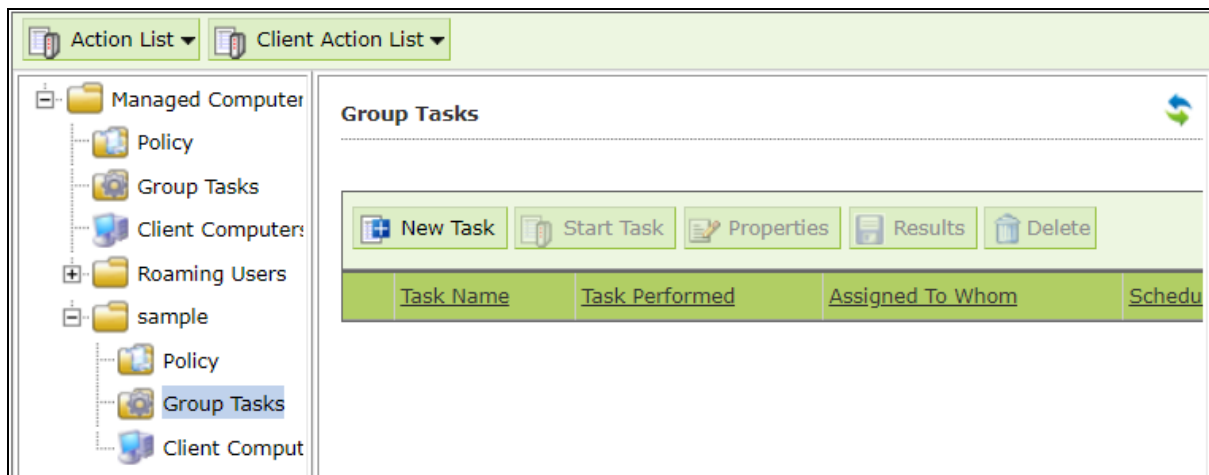 Action List Client Action List
Managed Computer
Policy
Group Tasks
Client Computers
Roaming Users
sample
Policy
Group Tasks
Client Comput
Group Tasks
New Task Start Task Properties Results Delete
Task Name Task Performed Assigned To Whom Schedu